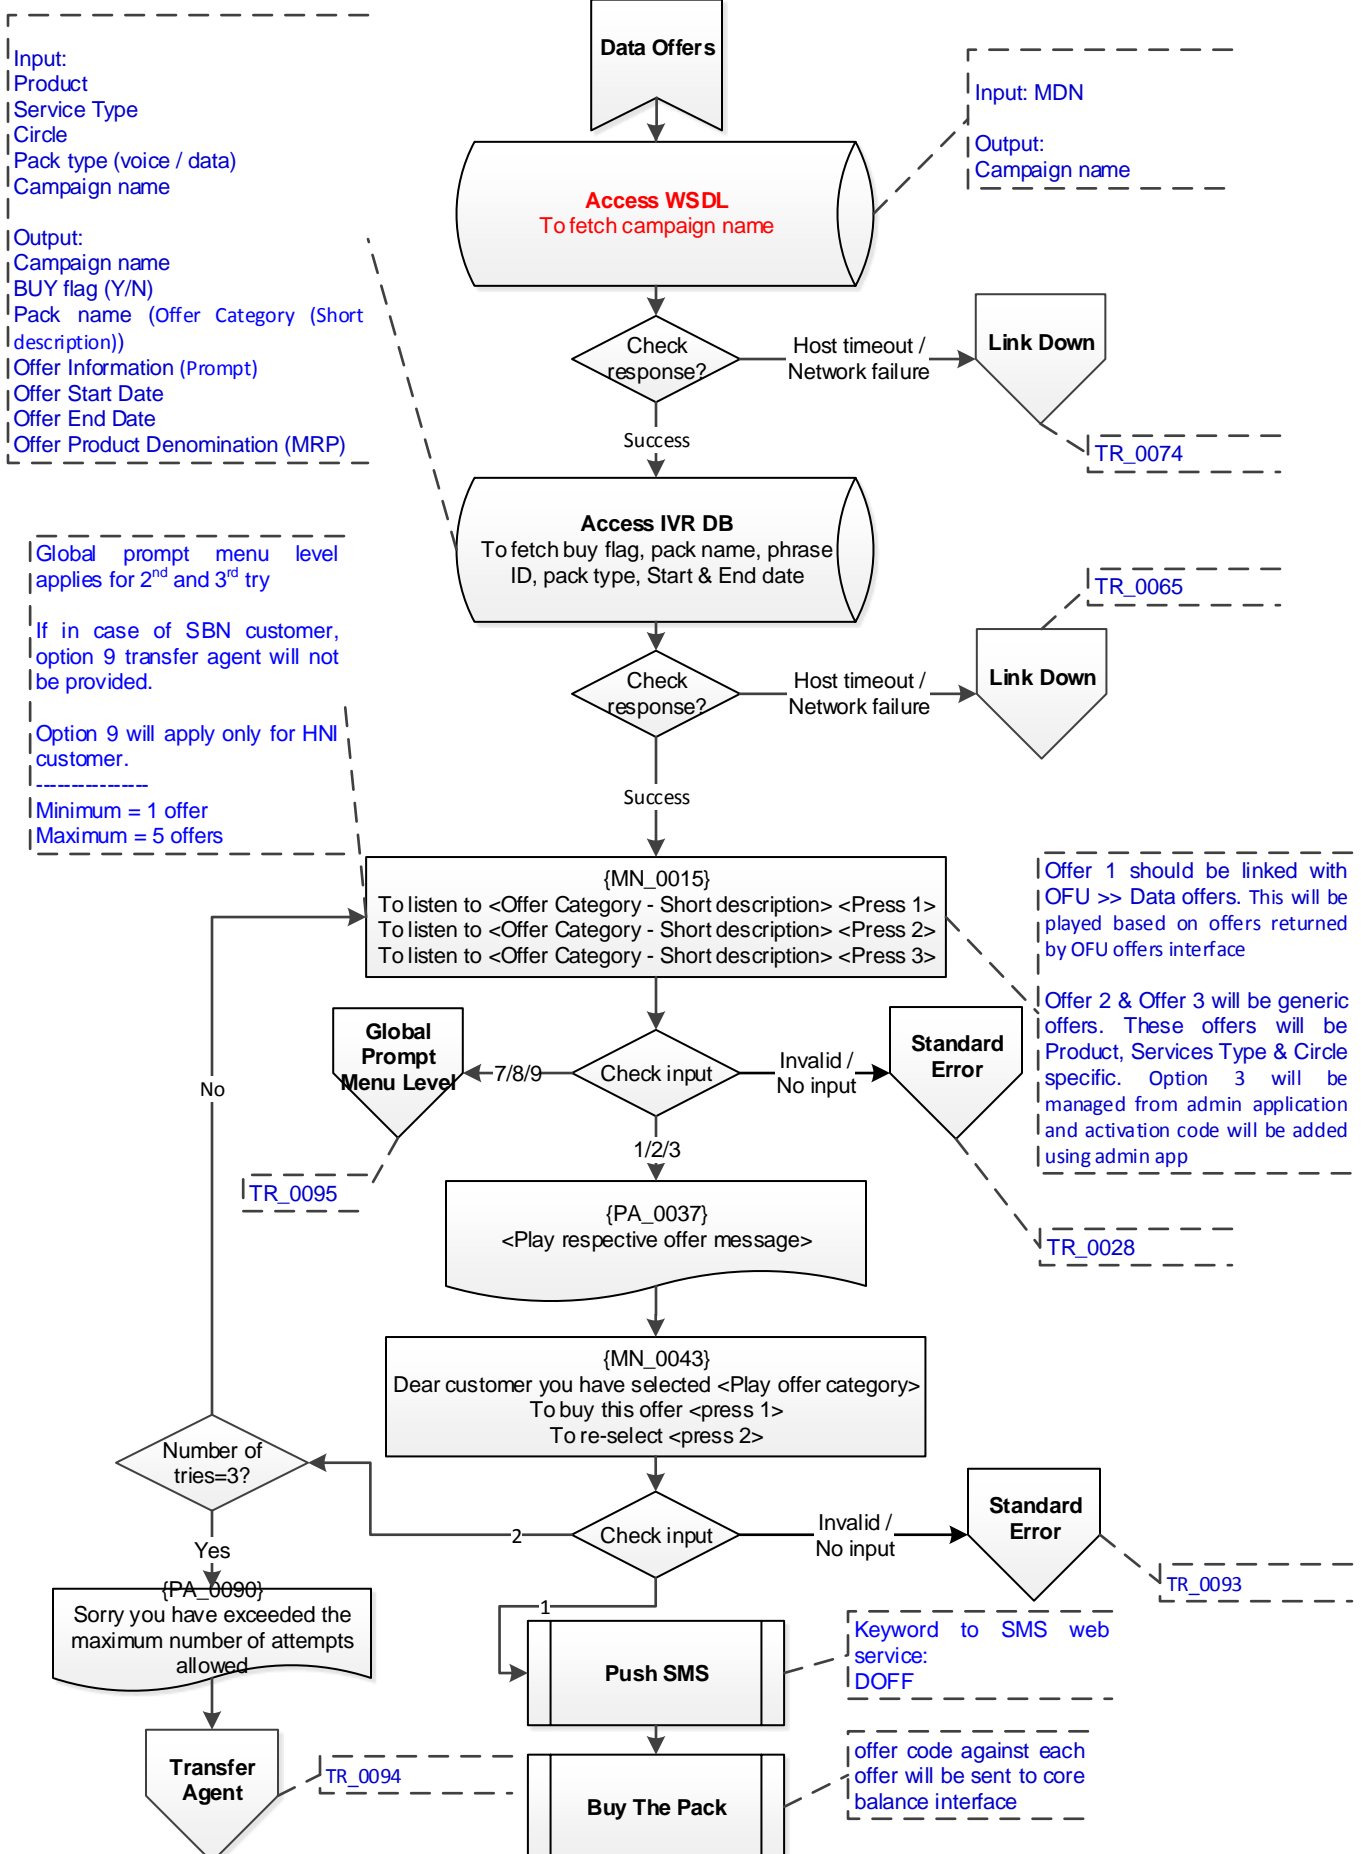 Data Offers
Input:
Product
Service Type
Circle
Pack type (voice / data)
Campaign name
Output:
Campaign name
BUY flag (Y/N)
Pack name (Offer Category (Short
description))
Offer Information (Prompt)
Offer Start Date
Offer End Date
Offer Product Denomination (MRP)
Input: MDN
Output:
Campaign name
Access WSDL
To fetch campaign name
Check
response?
Host timeout /
Network failure
Link Down
TR_0074
Success
Access IVR DB
To fetch buy flag, pack name, phrase
ID, pack type, Start & End date
Global prompt menu level
applies for 2nd and 3rd try
If in case of SBN customer,
option 9 transfer agent will not
be provided.
Option 9 will apply only for HNI
customer.
----------------
Minimum = 1 offer
Maximum = 5 offers
TR_0065
Check
response?
Host timeout /
Network failure
Link Down
Success
{MN_0015}
To listen to <Offer Category - Short description> <Press 1>
To listen to <Offer Category - Short description> <Press 2>
To listen to <Offer Category - Short description> <Press 3>
Offer 1 should be linked with
OFU >> Data offers. This will be
played based on offers returned
by OFU offers interface
Offer 2 & Offer 3 will be generic
offers. These offers will be
Product, Services Type & Circle
specific. Option 3 will be
managed from admin application
and activation code will be added
using admin app
Global
Prompt
Menu Level
7/8/9
Check input
Invalid /
No input
Standard
Error
No
1/2/3
TR_0095
{PA_0037}
<Play respective offer message>
TR_0028
{MN_0043}
Dear customer you have selected <Play offer category>
To buy this offer <press 1>
To re-select <press 2>
Number of
tries=3?
2
Check input
Invalid /
No input
Standard
Error
TR_0093
Yes
{PA_0090}
Sorry you have exceeded the
maximum number of attempts
allowed
1
Push SMS
Keyword to SMS web
service:
DOFF
Transfer
Agent
TR_0094
Buy The Pack
offer code against each
offer will be sent to core
balance interface